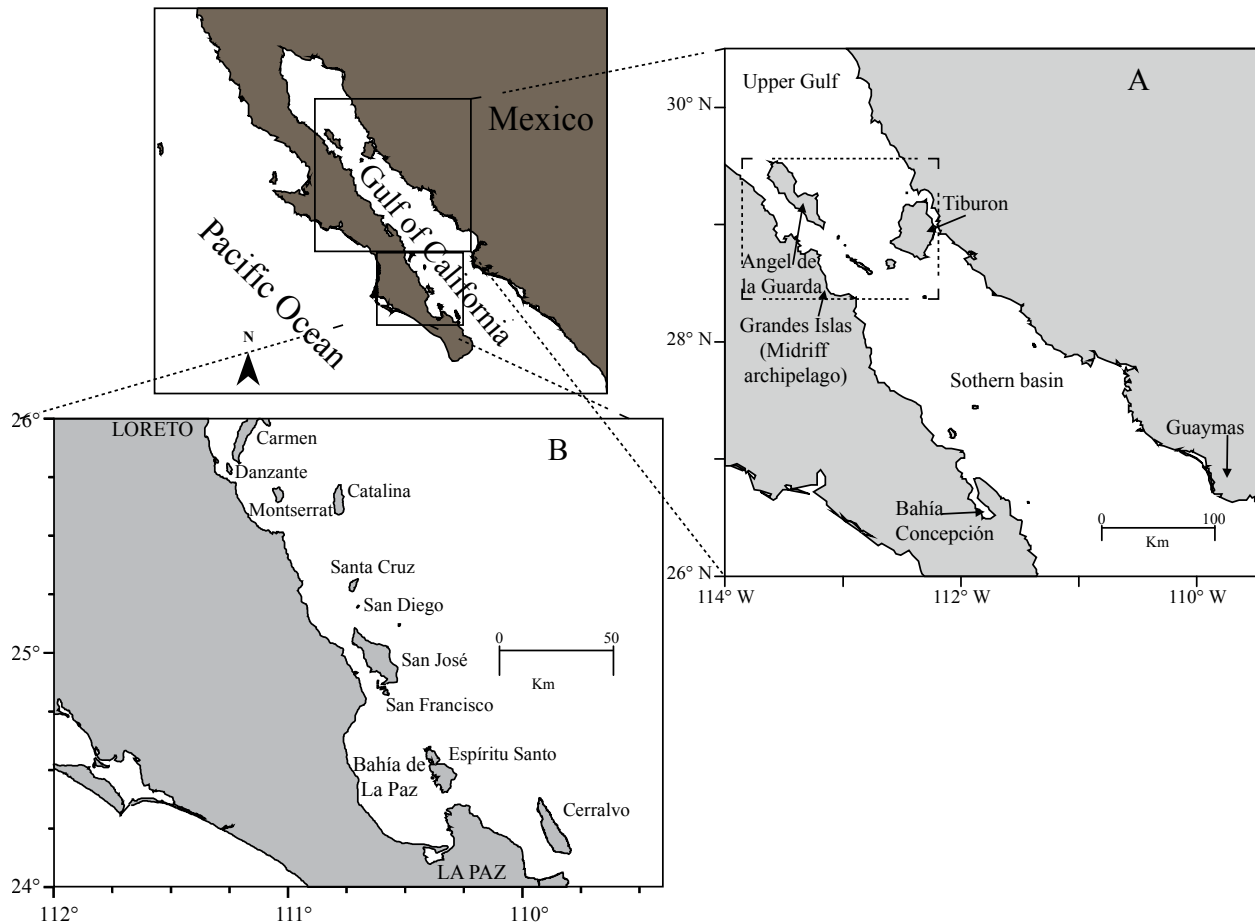 Mexico
Gulf of California
Pacific Ocean
N
A
Upper Gulf
30° N
Tiburon
Angel de
la Guarda
28° N
Grandes Islas
(Midriff
archipelago)
Sothern basin
Guaymas
Bahía
Concepción
0
100
Km
26° N
114° W
112° W
110° W
B
26°
LORETO
Carmen
Danzante
Catalina
Montserrat
Santa Cruz
San Diego
0
50
Km
25°
San José
San Francisco
Espíritu Santo
Bahía de
La Paz
Cerralvo
LA PAZ
24°
112°
111°
110°